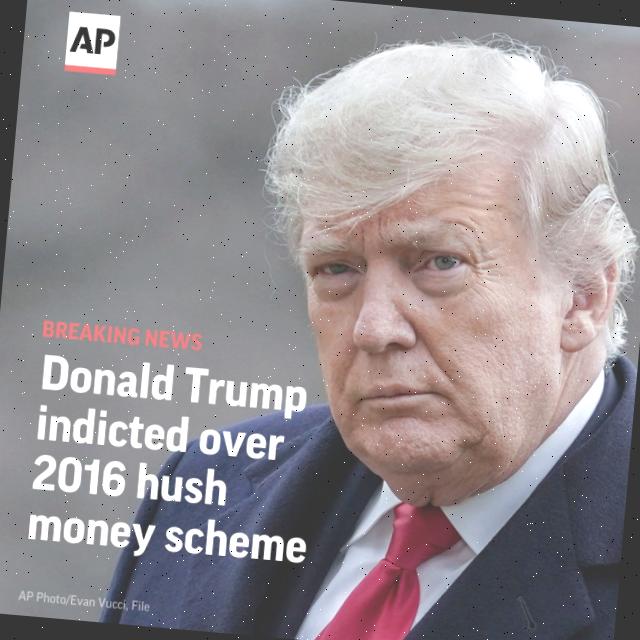 AP
BREAKING NEWS
Donald Trump
indicted over
2016 hush
money scheme
AP Photo/Evan Vucci, File